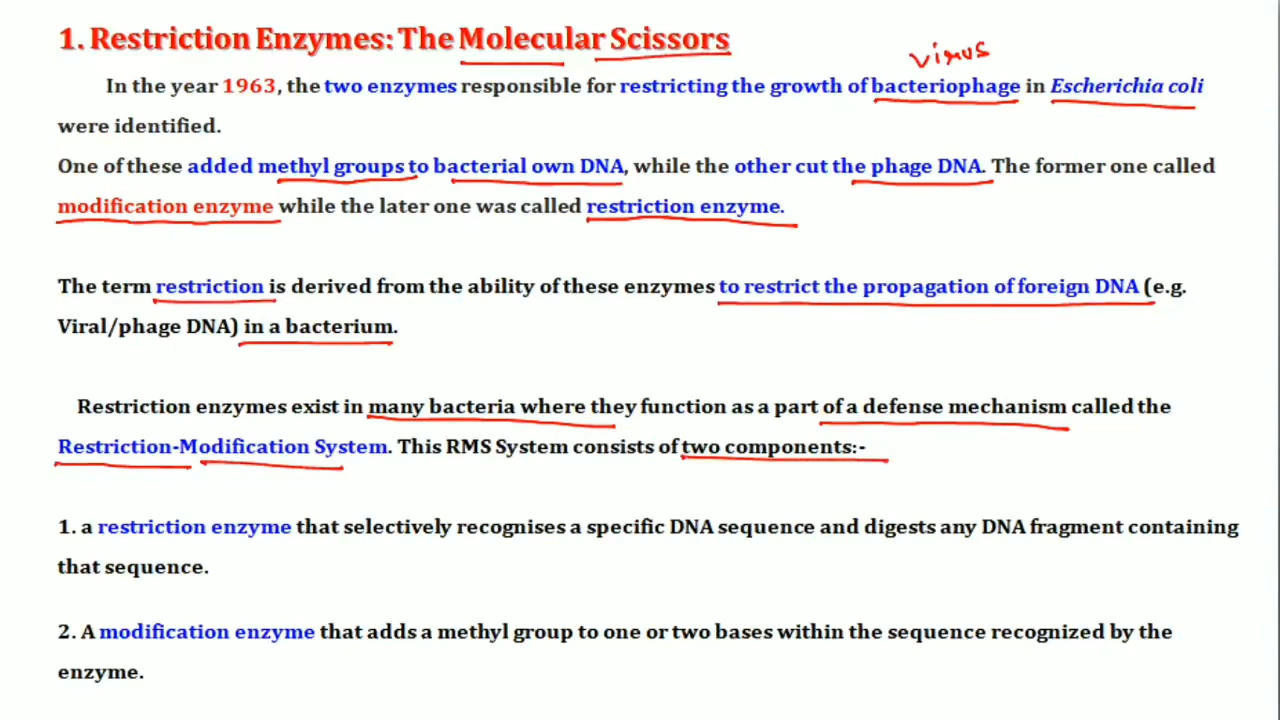 1. Restriction Enzymes: The Molecular Scissors
virus
In the year 1963, the two enzymes responsible for restricting the growth of bacteriophage in Escherichia coli
were identified.
One of these added methyl groups to bacterial own DNA, while the other cut the phage DNA. The former one called
modification enzyme while the later one was called restriction enzyme.
The term restriction is derived from the ability of these enzymes to restrict the propagation of foreign DNA (e.g.
Viral/phage DNA) in a bacterium.
Restriction enzymes exist in many bacteria where they function as a part of a defense mechanism called the
Restriction-Modification System. This RMS System consists of two components:-
1. a restriction enzyme that selectively recognises a specific DNA sequence and digests any DNA fragment containing
that sequence.
2. A modification enzyme that adds a methyl group to one or two bases within the sequence recognized by the
enzyme.